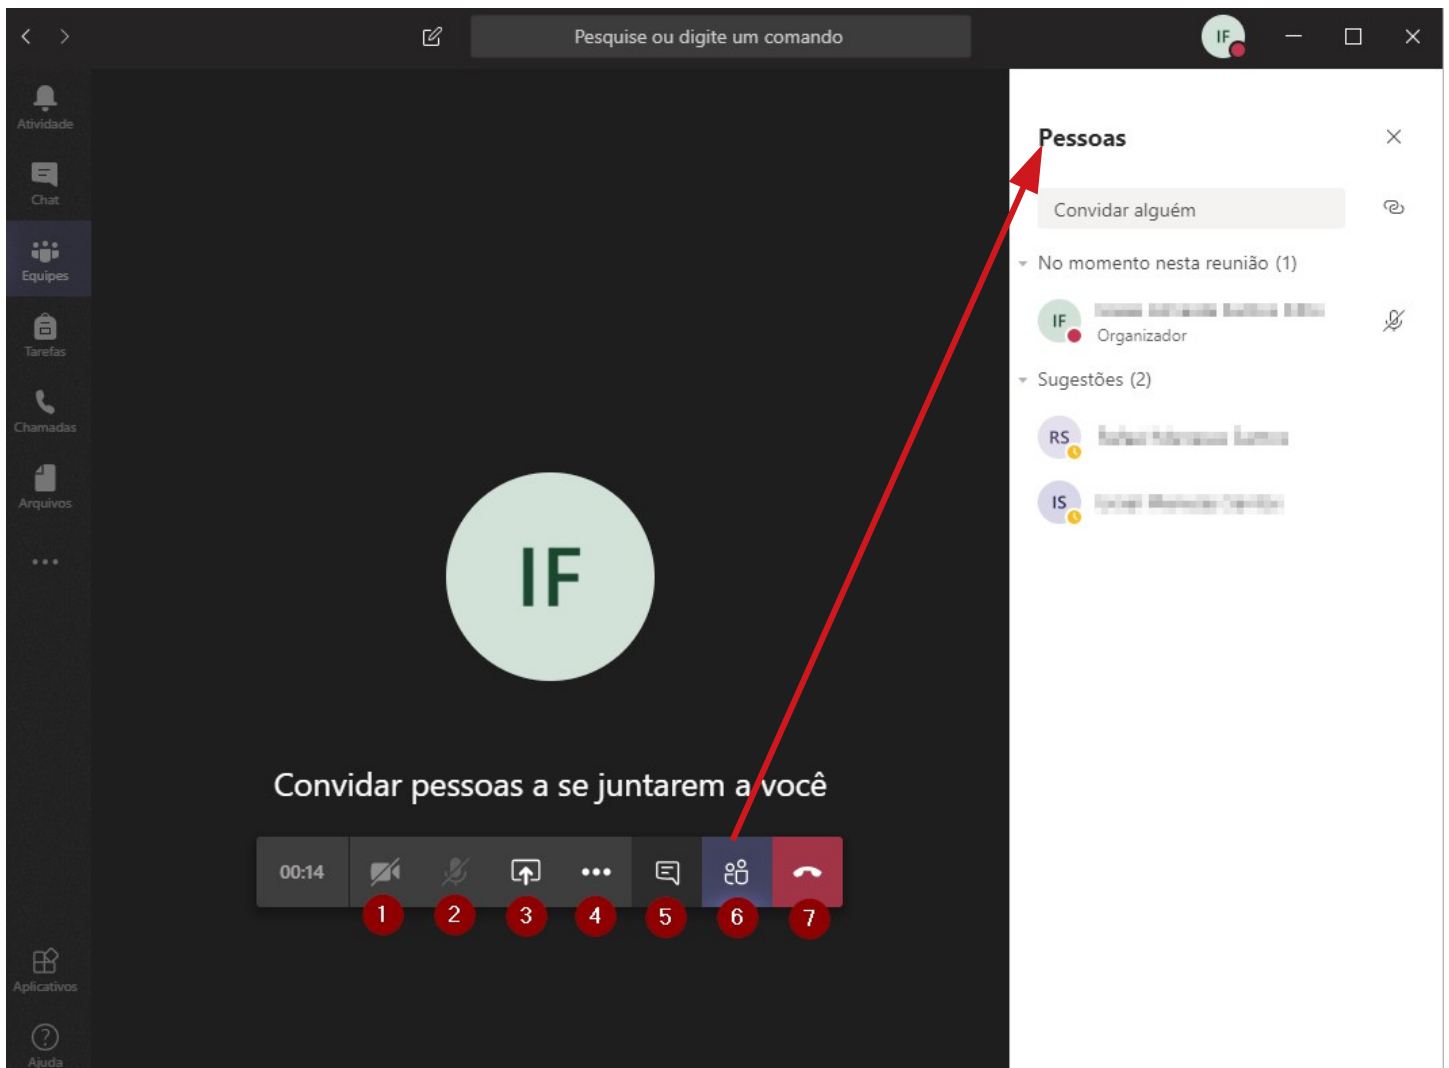 Pesquise ou digite um comando
IF
Atividade
Chat
Equipes
Tarefas
Chamadas
Arquivos
Aplicativos
Ajuda
IF
Convidar pessoas a se juntarem a você
00:14
1 2 3 4 5 6 7
Pessoas
Convidar alguém
No momento nesta reunião (1)
IF
Organizador
Sugestões (2)
RS
IS